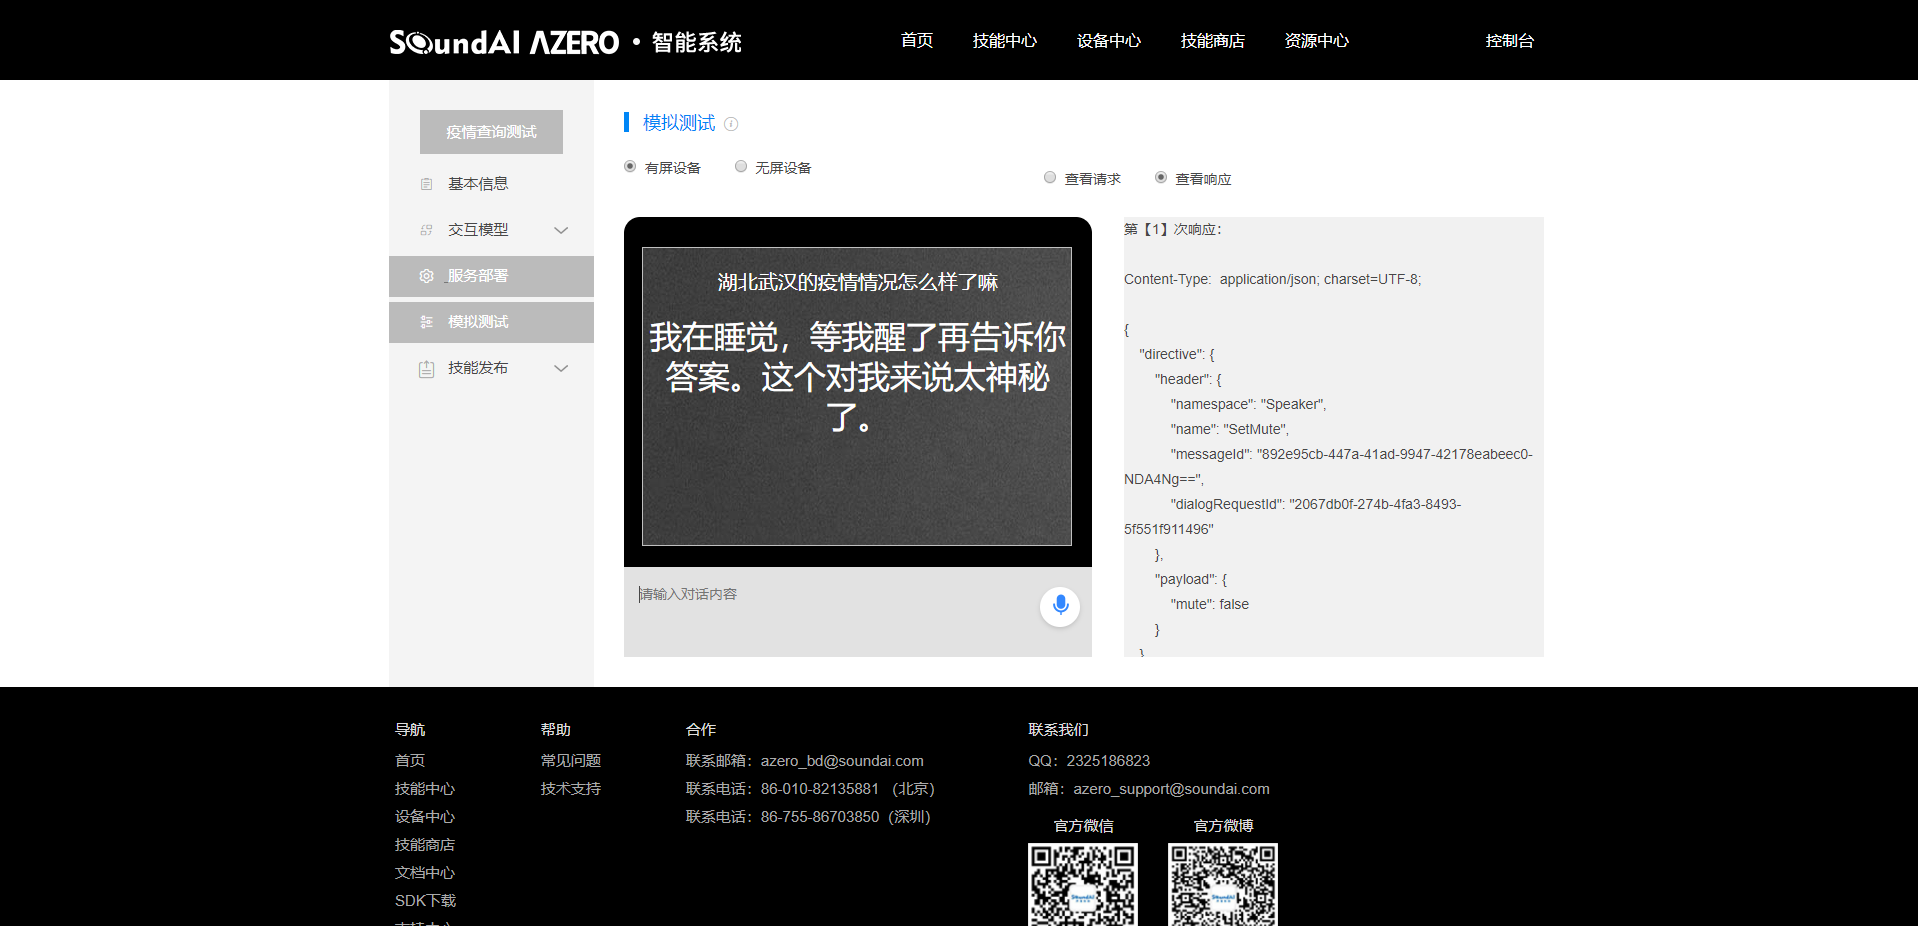 SoundAI AZERO · 智能系统
首页 技能中心 设备中心 技能商店 资源中心 控制台
疫情查询测试
基本信息
交互模型
服务部署
模拟测试
技能发布
模拟测试
有屏设备 无屏设备
查看请求 查看响应
湖北武汉的疫情情况怎么样了嘛
我在睡觉，等我醒了再告诉你
答案。这个对我来说太神秘
了。
请输入对话内容
第【1】次响应：
Content-Type: application/json; charset=UTF-8;
{
"directive": {
"header": {
"namespace": "Speaker",
"name": "SetMute",
"messageId": "892e95cb-447a-41ad-9947-42178eabeec0-
NDA4Ng==",
"dialogRequestId": "2067db0f-274b-4fa3-8493-
5f551f911496"
},
"payload": {
"mute": false
}
}
导航
首页
技能中心
设备中心
技能商店
文档中心
SDK下载
支持中心
帮助
常见问题
技术支持
合作
联系邮箱：azero_bd@soundai.com
联系电话：86-010-82135881 （北京）
联系电话：86-755-86703850（深圳）
联系我们
QQ：2325186823
邮箱：azero_support@soundai.com
官方微信 官方微博
SoundAI SoundAI